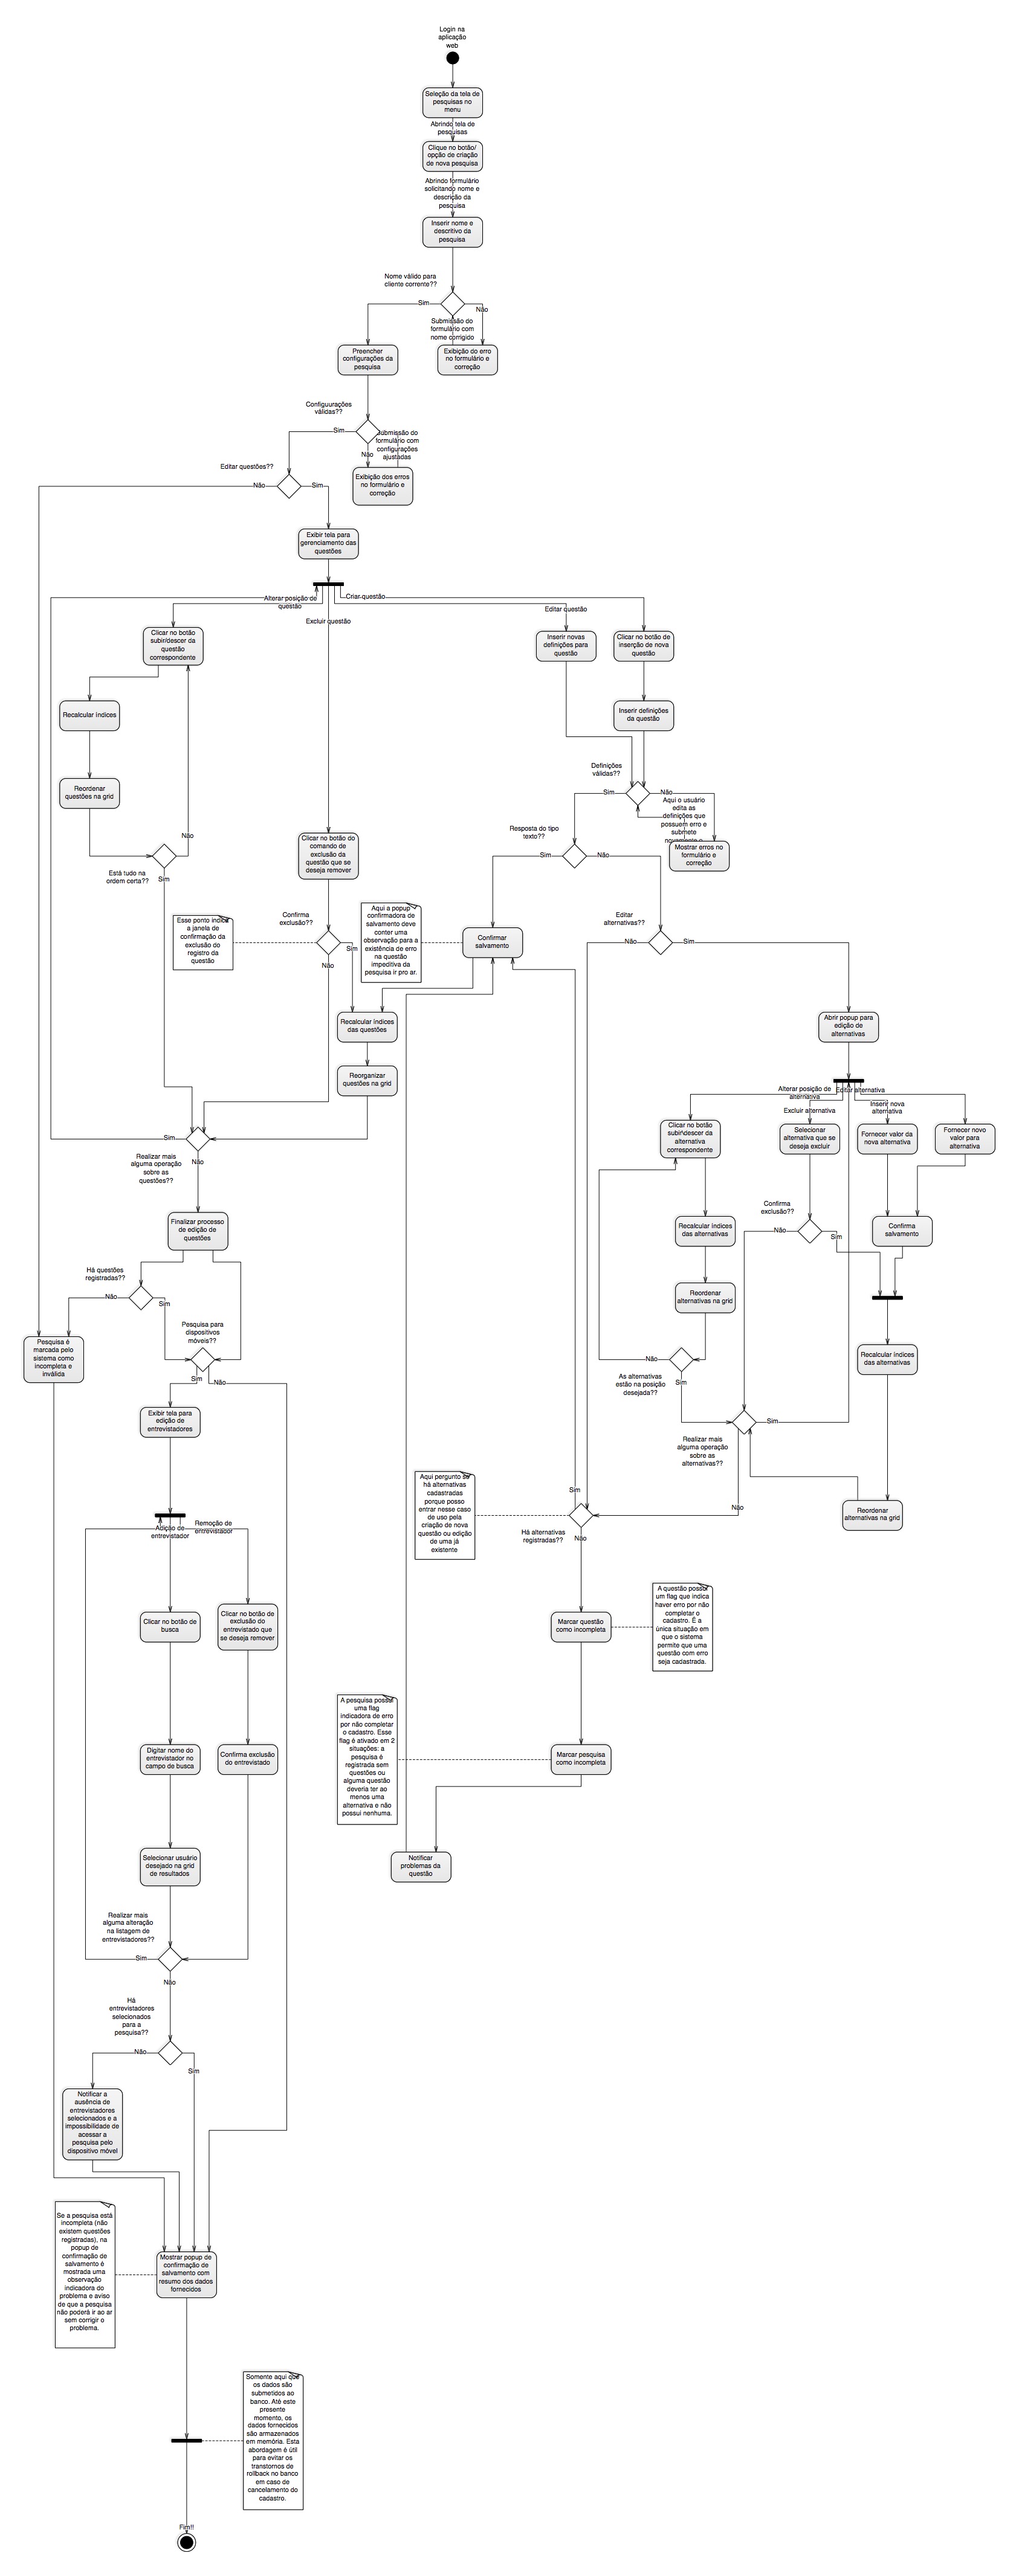 Login na
aplicação
web
Seleção da tela de
pesquisas no
menu
Abrindo tela de
pesquisas
Clique no botão/
opção de criação
de nova pesquisa
Abrindo formulário
solicitando nome e
descrição da
pesquisa
Inserir nome e
descritivo da
pesquisa
Nome válido para
cliente corrente??
Sim
Não
Submissão do
formulário com
nome corrigido
Preencher
configurações da
pesquisa
Exibição do erro
no formulário e
correção
Configuurações
válidas??
Sim
Submissão do
formulário com
configurações
ajustadas
Não
Editar questões??
Não
Sim
Exibição dos erros
no formulário e
correção
Exibir tela para
gerenciamento das
questões
Alterar posição de
questão
Criar questão
Editar questão
Excluir questão
Clicar no botão
subir/descer da
questão
correspondente
Inserir novas
definições para
questão
Clicar no botão de
inserção de nova
questão
Recalcular índices
Inserir definições
da questão
Definições
válidas??
Reordenar
questões na grid
Sim
Não
Aqui o usuário
edita as
definições que
possuem erro e
submete
Resposta do tipo
texto??
Não
Clicar no botão do
comando de
exclusão da
questão que se
deseja remover
Mostrar erros no
formulário e
correção
Sim
Não
Está tudo na
ordem certa??
Sim
Esse ponto indica
a janela de
confirmação da
exclusão do
registro da
questão
Confirma
exclusão??
Sim
Não
Aqui a popup
confirmadora de
salvamento deve
conter uma
observação para a
existência de erro
na questão
impeditiva da
pesquisa ir pro ar.
Confirmar
salvamento
Editar
alternativas??
Não
Sim
Recalcular índices
das questões
Abrir popup para
edição de
alternativas
Reorganizar
questões na grid
Alterar posição de
alternativa
Editar alternativa
Excluir alternativa
Inserir nova
alternativa
Clicar no botão
subir\descer da
alternativa
correspondente
Selecionar
alternativa que se
deseja excluir
Fornecer valor da
nova alternativa
Fornecer novo
valor para
alternativa
Sim
Não
Realizar mais
alguma operação
sobre as
questões??
Confirma
exclusão??
Não
Sim
Finalizar processo
de edição de
questões
Recalcular índices
das alternativas
Confirma
salvamento
Há questões
registradas??
Não
Sim
Reordenar
alternativas na grid
Pesquisa para
dispositivos
móveis??
Sim
Não
Pesquisa é
marcada pelo
sistema como
incompleta e
inválida
Recalcular índices
das alternativas
Não
As alternativas
estão na posição
desejada??
Sim
Exibir tela para
edição de
entrevistadores
Sim
Realizar mais
alguma operação
sobre as
alternativas??
Não
Aqui pergunto se
há alternativas
cadastradas
porque posso
entrar nesse caso
de uso pela
criação de nova
questão ou edição
de uma já
existente
Sim
Há alternativas
registradas??
Não
Reordenar
alternativas na grid
Adição de
entrevistador
Remoção de
entrevistador
Clicar no botão de
busca
Clicar no botão de
exclusão do
entrevistado que
se deseja remover
Marcar questão
como incompleta
A questão possui
um flag que indica
haver erro por não
completar o
cadastro. É a
única situação em
que o sistema
permite que uma
questão com erro
seja cadastrada.
A pesquisa possui
uma flag
indicadora de erro
por não completar
o cadastro. Esse
flag é ativado em 2
situações: a
pesquisa é
registrada sem
questões ou
alguma questão
deveria ter ao
menos uma
alternativa e não
possui nenhuma.
Marcar pesquisa
como incompleta
Digitar nome do
entrevistador no
campo de busca
Confirma exclusão
do entrevistado
Notificar
problemas da
questão
Selecionar usuário
desejado na grid
de resultados
Realizar mais
alguma alteração
na listagem de
entrevistadores??
Sim
Não
Há
entrevistadores
selecionados
para a
pesquisa??
Não
Sim
Notificar a
ausência de
entrevistadores
selecionados e a
impossibilidade de
acessar a
pesquisa pelo
dispositivo móvel
Se a pesquisa está
incompleta (não
existem questões
registradas), na
popup de
confirmação de
salvamento é
mostrada uma
observação
indicadora do
problema e aviso
de que a pesquisa
não poderá ir ao ar
sem corrigir o
problema.
Mostrar popup de
confirmação de
salvamento com
resumo dos dados
fornecidos
Somente aqui que
os dados são
submetidos ao
banco. Até este
presente
momento, os
dados fornecidos
são armazenados
em memória. Esta
abordagem é útil
para evitar os
transtornos de
rollback no banco
em caso de
cancelamento do
cadastro.
Fim!!